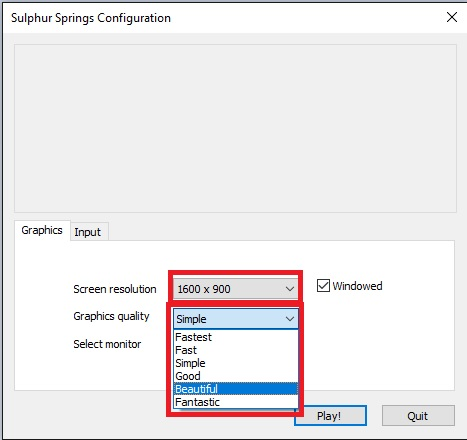 Sulphur Springs Configuration
Graphics
Input
Screen resolution
1600 x 900
Windowed
Graphics quality
Simple
Select monitor
Fastest
Fast
Simple
Good
Beautiful
Fantastic
Play!
Quit